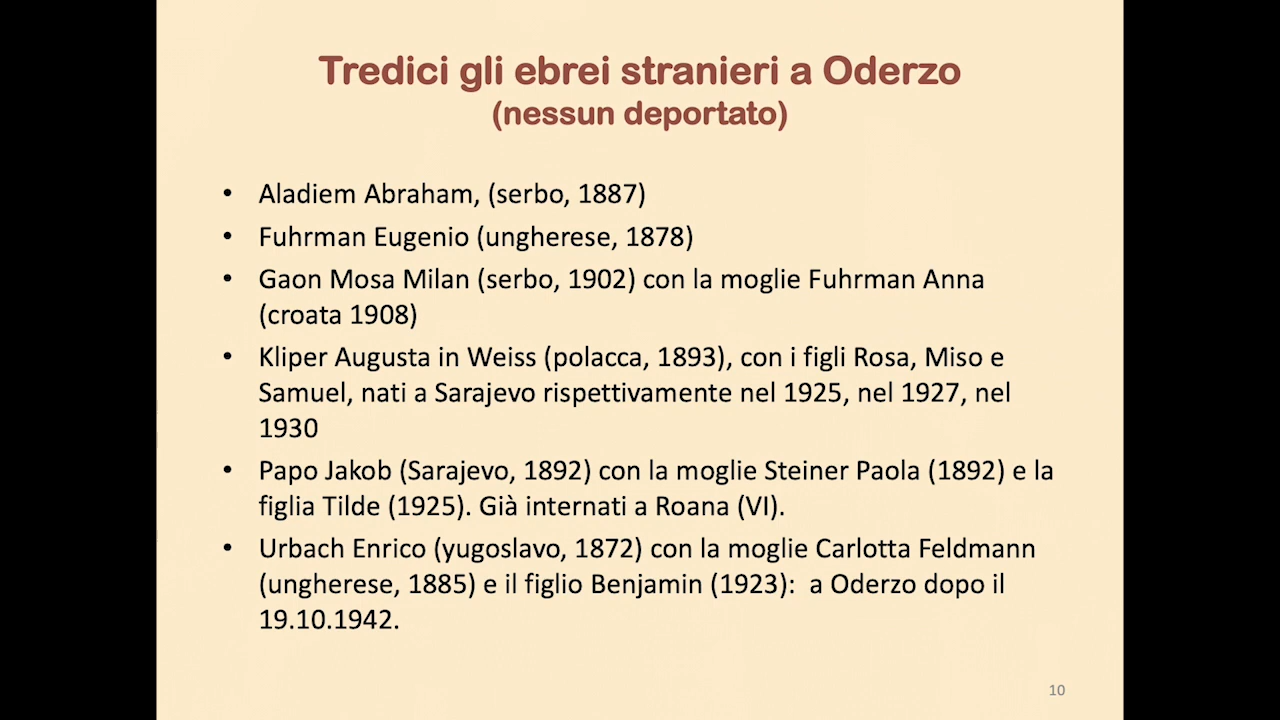 Tredici gli ebrei stranieri a Oderzo
(nessun deportato)
• Aladiem Abraham, (serbo, 1887)
• Fuhrman Eugenio (ungherese, 1878)
• Gaon Mosa Milan (serbo, 1902) con la moglie Fuhrman Anna
(croata 1908)
• Kliper Augusta in Weiss (polacca, 1893), con i figli Rosa, Miso e
Samuel, nati a Sarajevo rispettivamente nel 1925, nel 1927, nel
1930
• Papo Jakob (Sarajevo, 1892) con la moglie Steiner Paola (1892) e la
figlia Tilde (1925). Già internati a Roana (VI).
• Urbach Enrico (yugoslavo, 1872) con la moglie Carlotta Feldmann
(ungherese, 1885) e il figlio Benjamin (1923):  a Oderzo dopo il
19.10.1942.
10